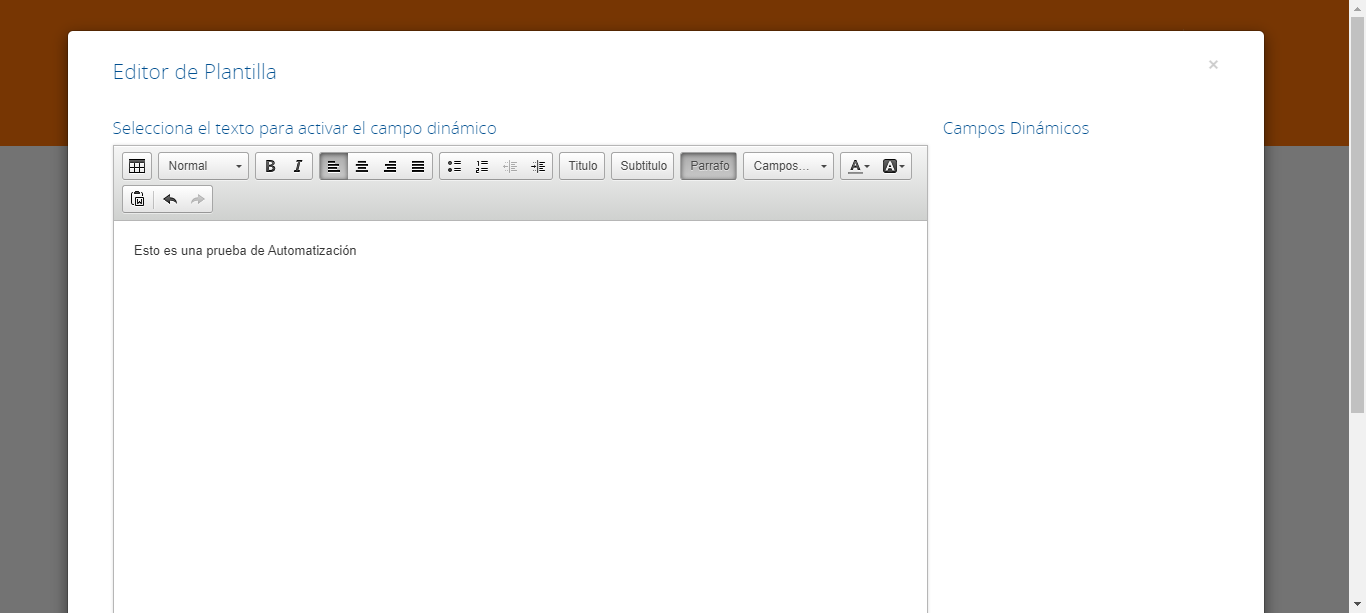 Editor de Plantilla
×
Selecciona el texto para activar el campo dinámico
Campos Dinámicos
Normal B I Titulo Subtitulo Parrafo Campos... A A
Esto es una prueba de Automatización